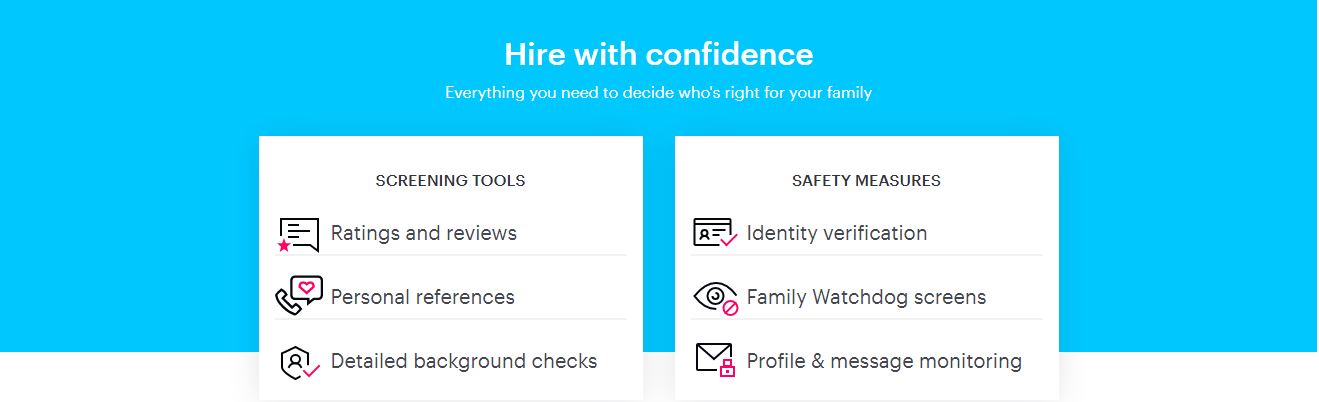 Hire with confidence
Everything you need to decide who's right for your family
SCREENING TOOLS
Ratings and reviews
Personal references
Detailed background checks
SAFETY MEASURES
Identity verification
Family Watchdog screens
Profile & message monitoring